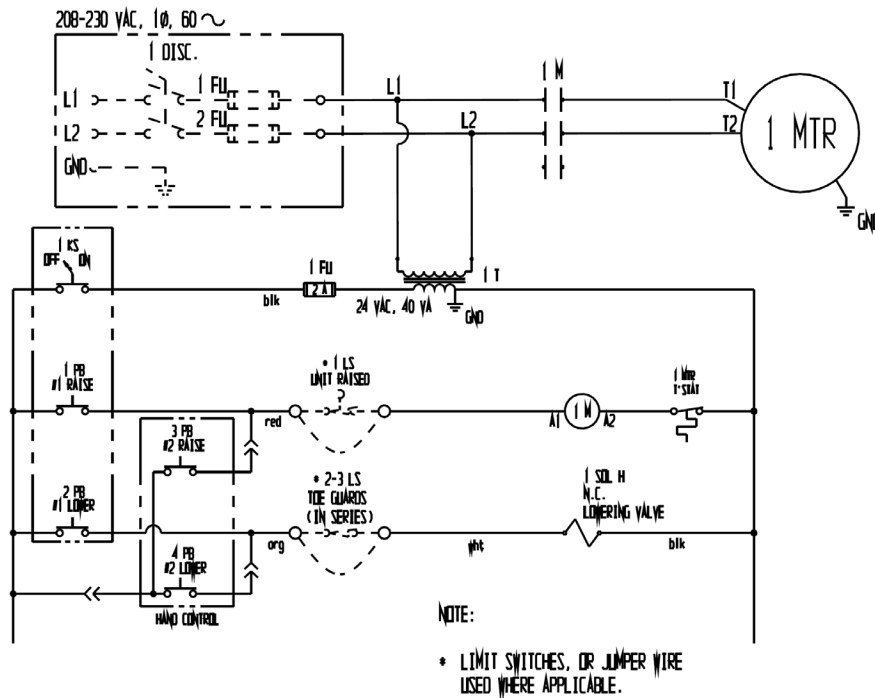 208-230 VAC, 1Ø, 60 ∿
1 DISC.
L1
1 FU
L2
2 FU
GND
L1
L2
1 M
T1
T2
1 MTR
GND
1 KS
OFF
ON
blk
1 FU
2 A
1 T
24 VAC, 40 VA
GND
1 PB
#1 RAISE
red
* 1 LS
LIMIT RAISED
A1
1 M
A2
1 MTR
T'STAT
3 PB
#2 RAISE
2 PB
#1 LOWER
org
* 2-3 LS
TOE GUARDS
(IN SERIES)
wht
1 SOL H
N.C.
LOWERING VALVE
blk
4 PB
#2 LOWER
HAND CONTROL
NOTE:
* LIMIT SWITCHES, OR JUMPER WIRE
USED WHERE APPLICABLE.